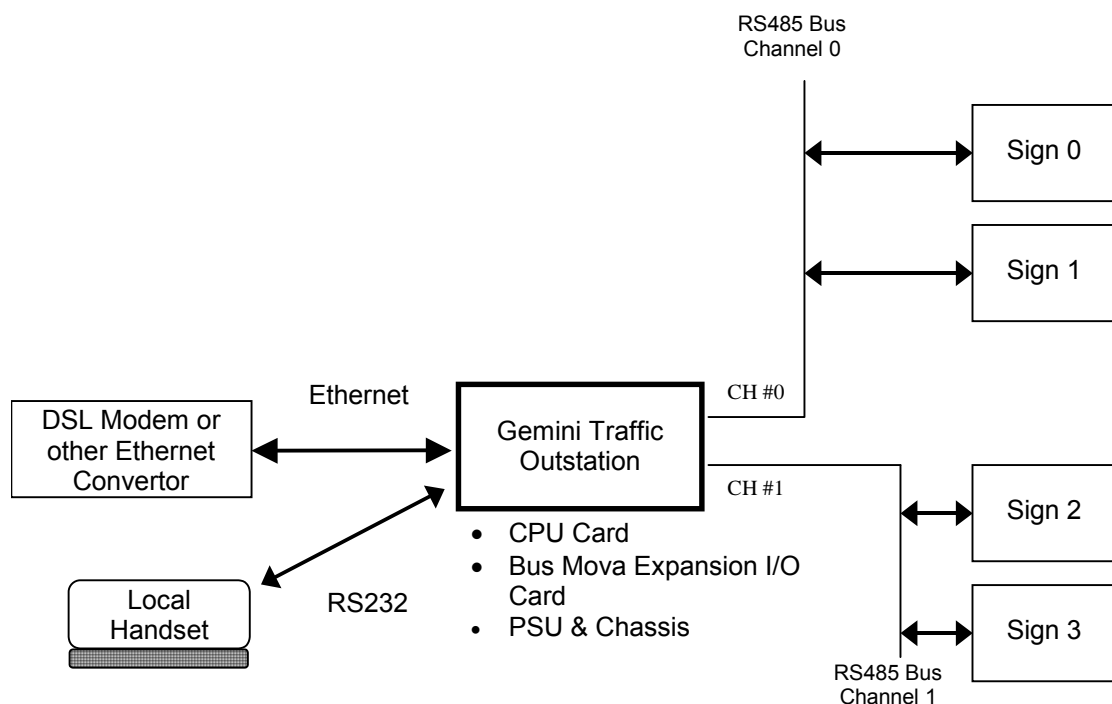 RS485 Bus
Channel 0
Sign 0
Sign 1
Ethernet
CH #0
DSL Modem or
other Ethernet
Convertor
Gemini Traffic
Outstation
CH #1
Sign 2
• CPU Card
• Bus Mova Expansion I/O
Card
• PSU & Chassis
Local
Handset
RS232
Sign 3
RS485 Bus
Channel 1